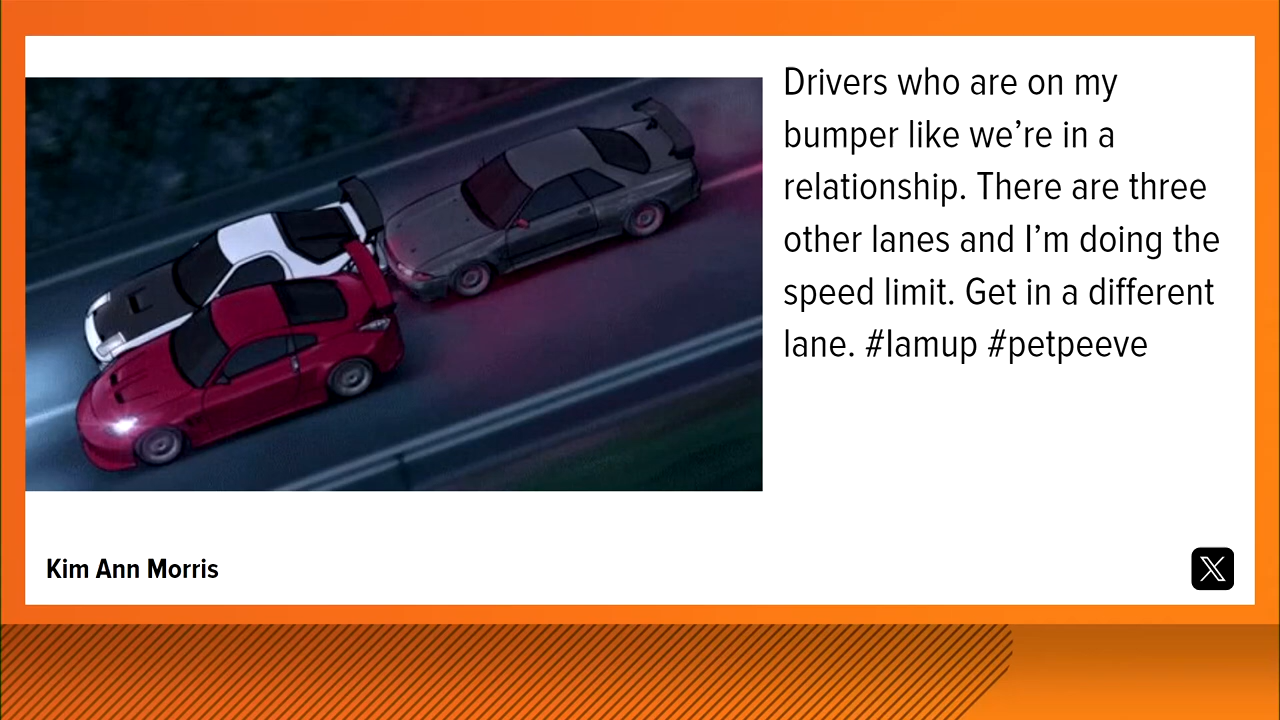 Drivers who are on my
bumper like we’re in a
relationship. There are three
other lanes and I’m doing the
speed limit. Get in a different
lane. #Iamup #petpeeve
Kim Ann Morris